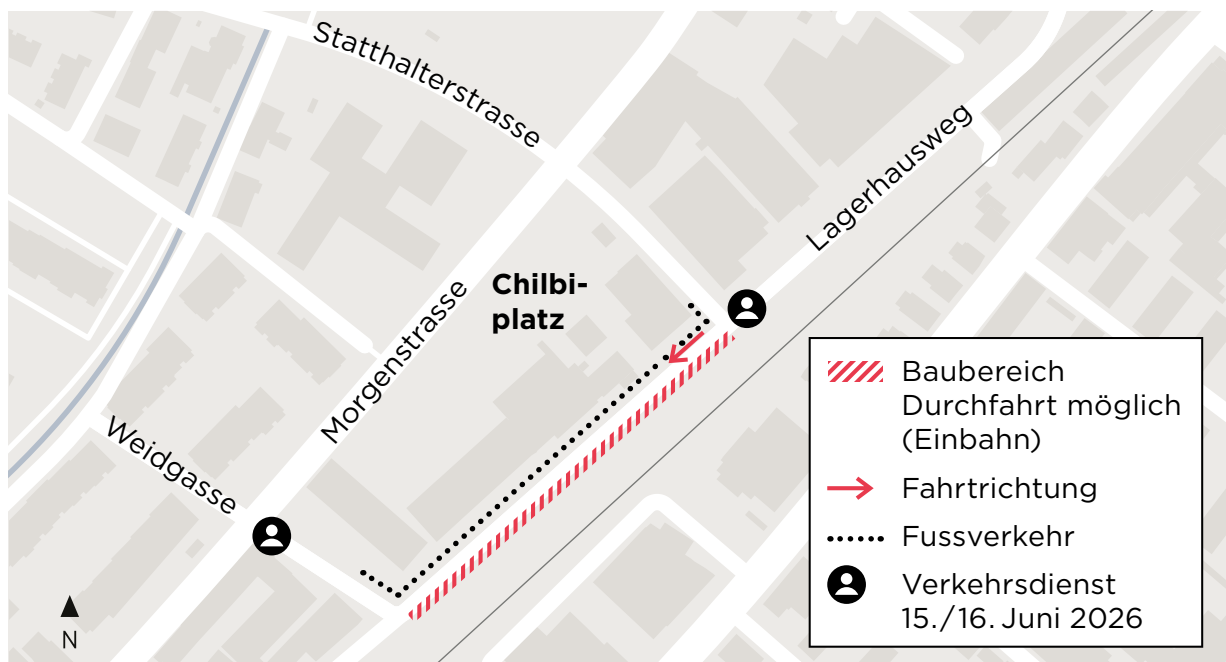 Statthalterstrasse
Lagerhausweg
Chilbi-
platz
Morgenstrasse
Weidgasse
N
Baubereich
Durchfahrt möglich
(Einbahn)
Fahrtrichtung
Fussverkehr
Verkehrsdienst
15./16. Juni 2026